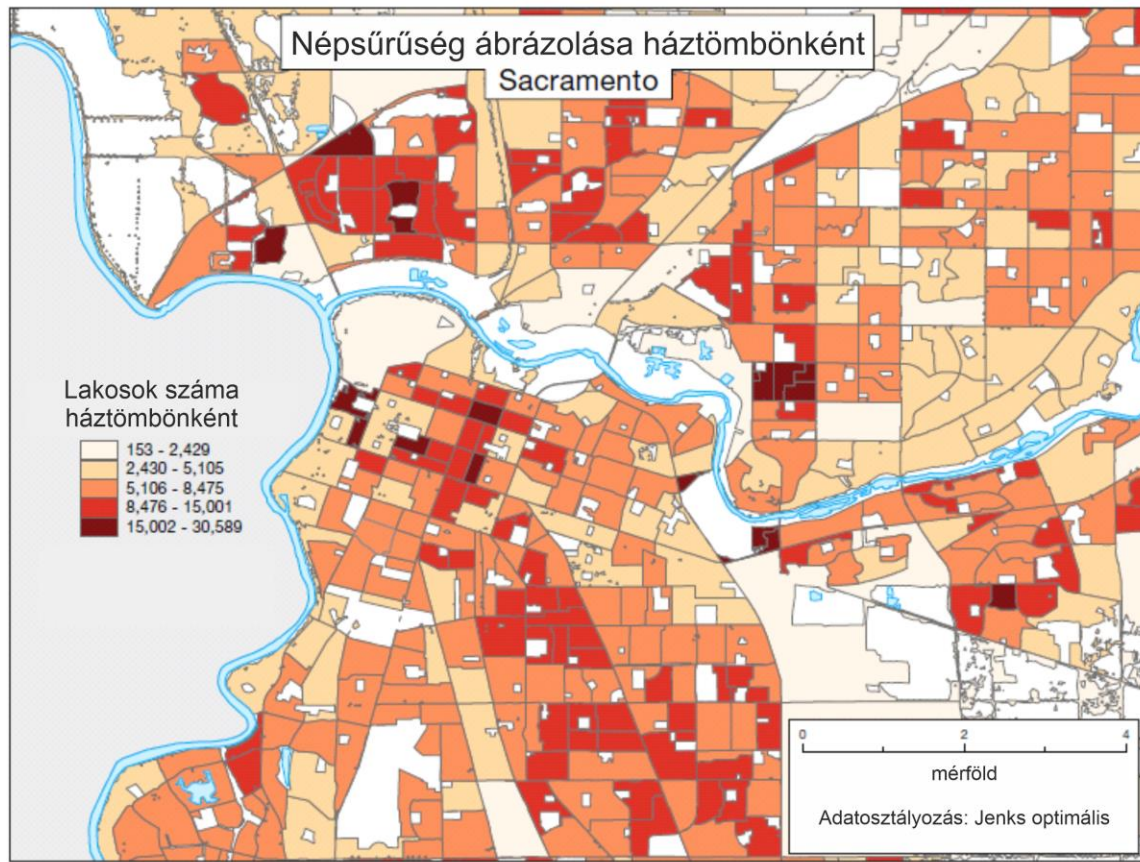 Népsűrűség ábrázolása háztömbönként
Sacramento
Lakosok száma
háztömbönként
153 - 2,429
2,430 - 5,105
5,106 - 8,475
8,476 - 15,001
15,002 - 30,589
0 2 4
mérföld
Adatosztályozás: Jenks optimális